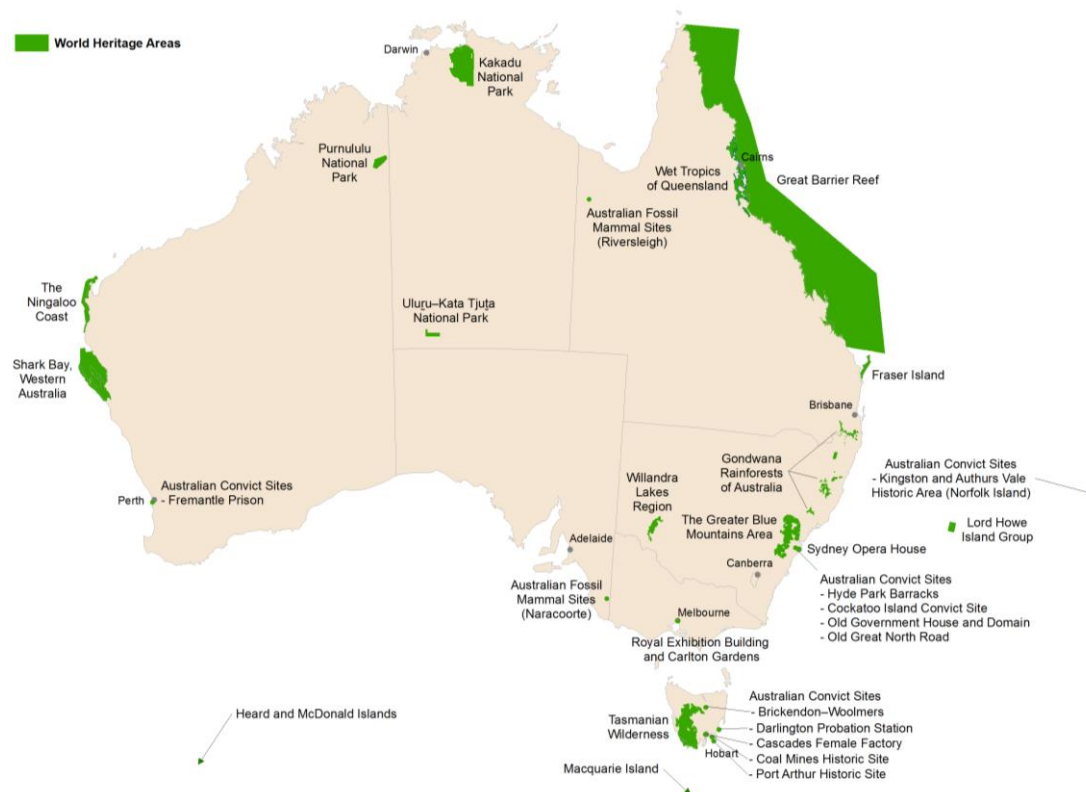 World Heritage Areas
Darwin
Kakadu
National
Park
Purnululu
National
Park
Cairns
Wet Tropics
of Queensland
Great Barrier Reef
Australian Fossil
Mammal Sites
(Riversleigh)
The
Ningaloo
Coast
Uluṟu–Kata Tjuṯa
National Park
Shark Bay,
Western
Australia
Fraser Island
Brisbane
Gondwana
Rainforests
of Australia
Australian Convict Sites
- Kingston and Authurs Vale
Historic Area (Norfolk Island)
Australian Convict Sites
- Fremantle Prison
Perth
Willandra
Lakes
Region
The Greater Blue
Mountains Area
Lord Howe
Island Group
Adelaide
Sydney Opera House
Canberra
Australian Convict Sites
- Hyde Park Barracks
- Cockatoo Island Convict Site
- Old Government House and Domain
- Old Great North Road
Australian Fossil
Mammal Sites
(Naracoorte)
Melbourne
Royal Exhibition Building
and Carlton Gardens
Australian Convict Sites
- Brickendon–Woolmers
- Darlington Probation Station
- Cascades Female Factory
- Coal Mines Historic Site
- Port Arthur Historic Site
Heard and McDonald Islands
Tasmanian
Wilderness
Hobart
Macquarie Island